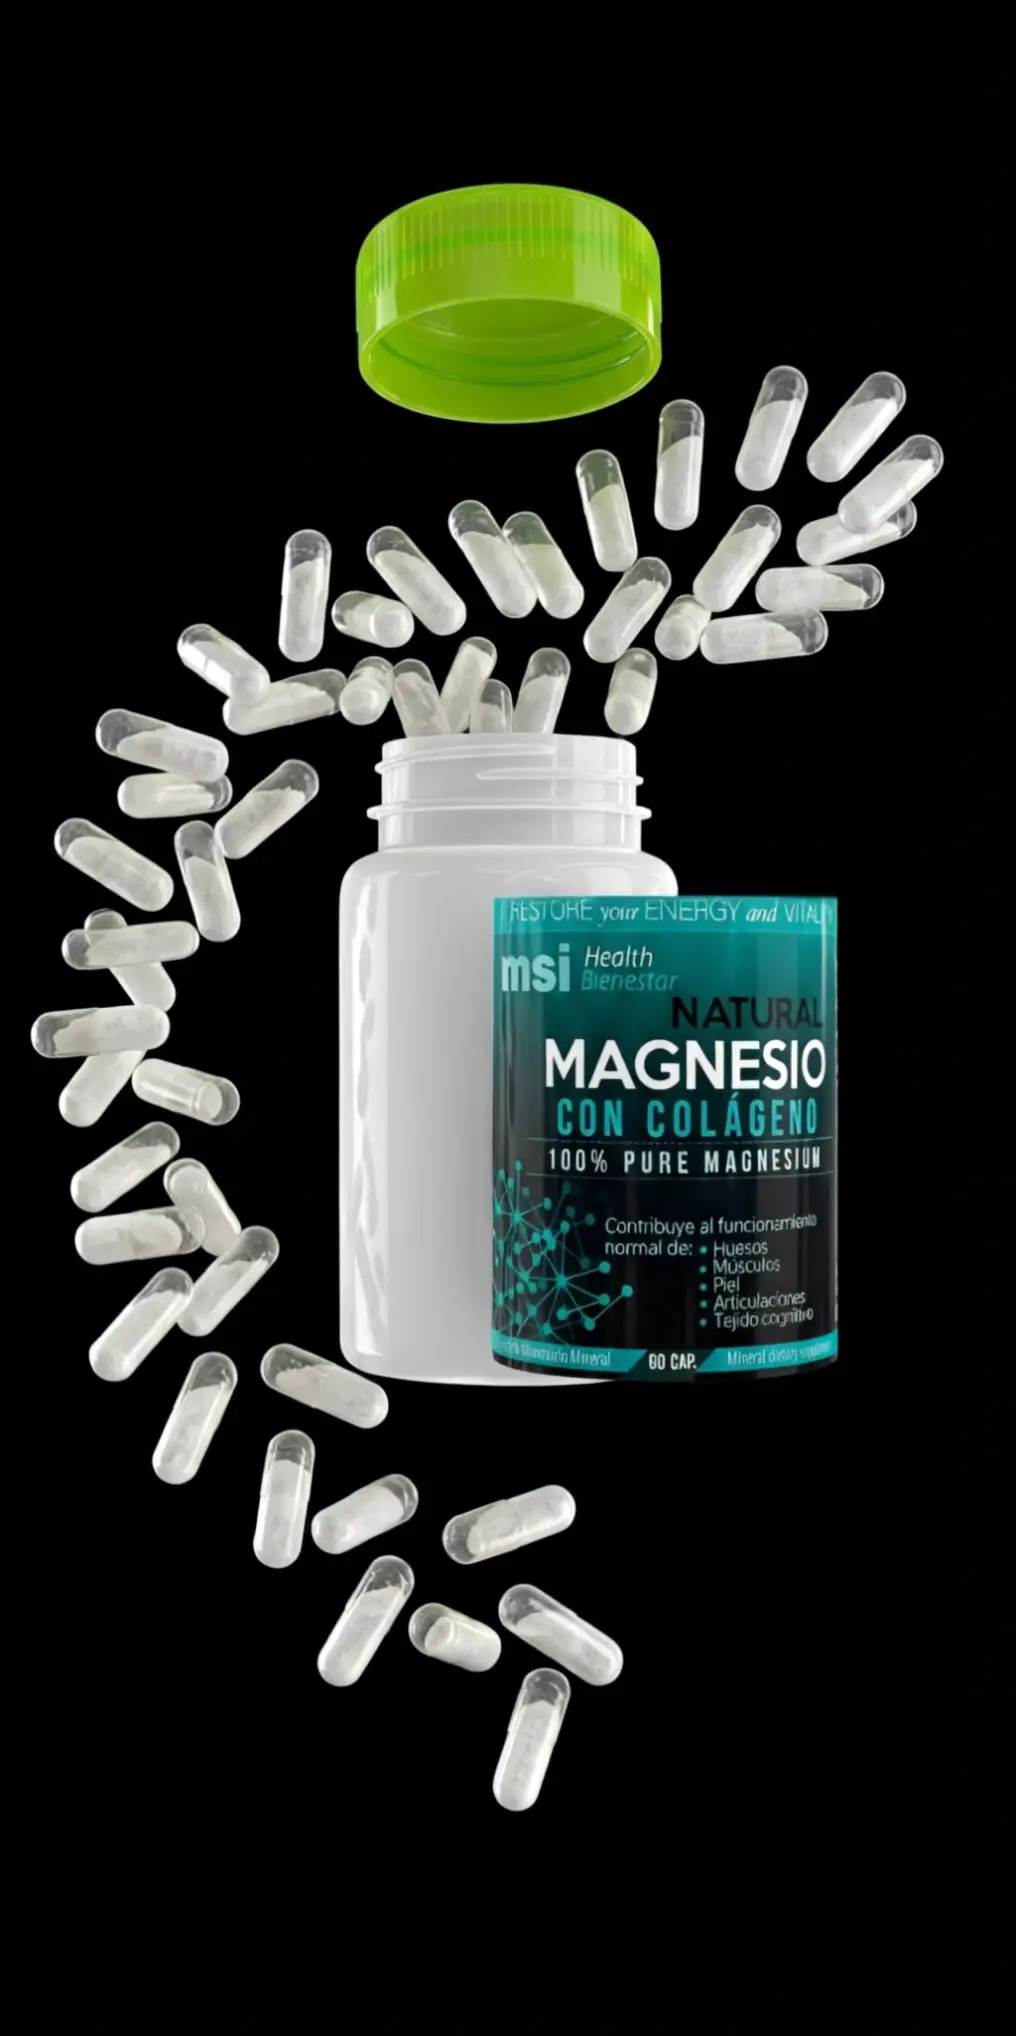 RESTORE your ENERGY and VITALI
msi Health
Bienestar
NATURAL
MAGNESIO
CON COLÁGENO
100% PURE MAGNESIUM
Contribuye al funcionamiento
normal de: • Huesos
• Músculos
• Piel
• Articulaciones
• Tejido cognitivo
Mineral
60 CAP.
Mineral dietary supplement